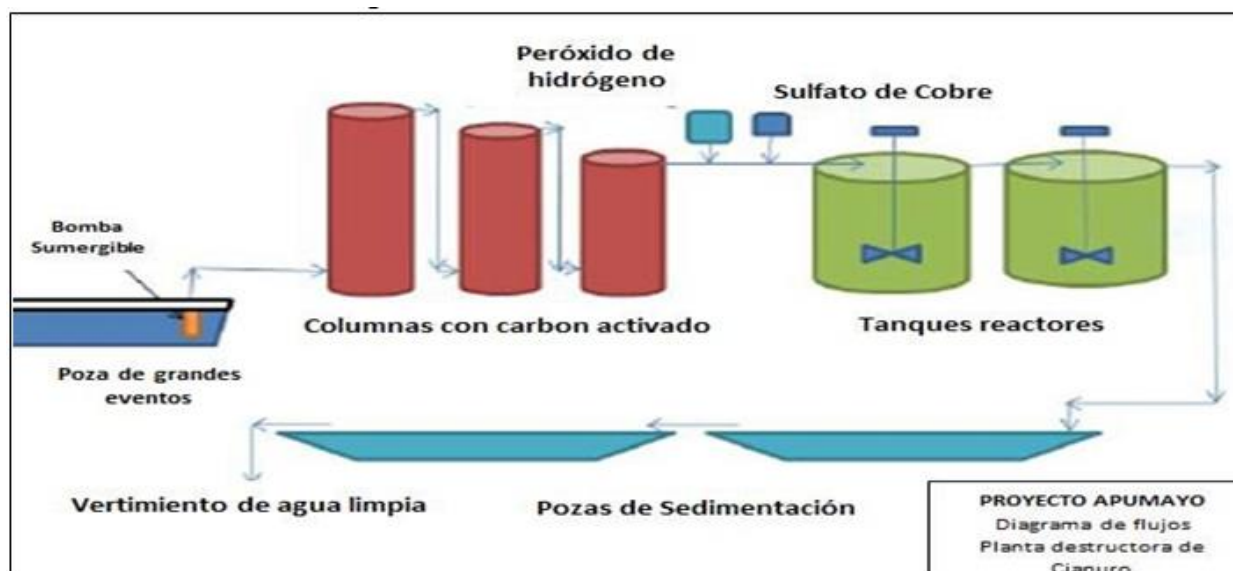 Peróxido de
hidrógeno
Sulfato de Cobre
Bomba
Sumergible
Columnas con carbon activado
Tanques reactores
Poza de grandes
eventos
Vertimiento de agua limpia
Pozas de Sedimentación
PROYECTO APUMAYO
Diagrama de flujos
Planta destructora de
Cianuro